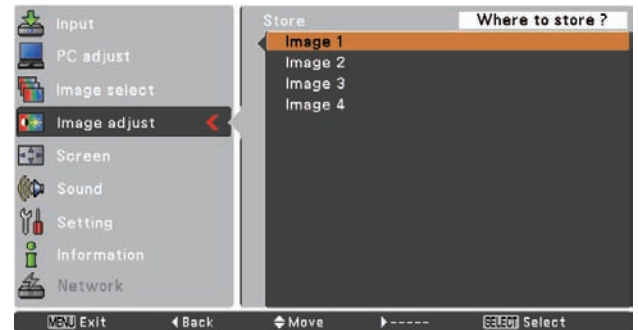 Input
PC adjust
Image select
Image adjust
Screen
Sound
Setting
Information
Network
Store
Where to store ?
Image 1
Image 2
Image 3
Image 4
MENU Exit
Back
Move
-----
SELECT Select